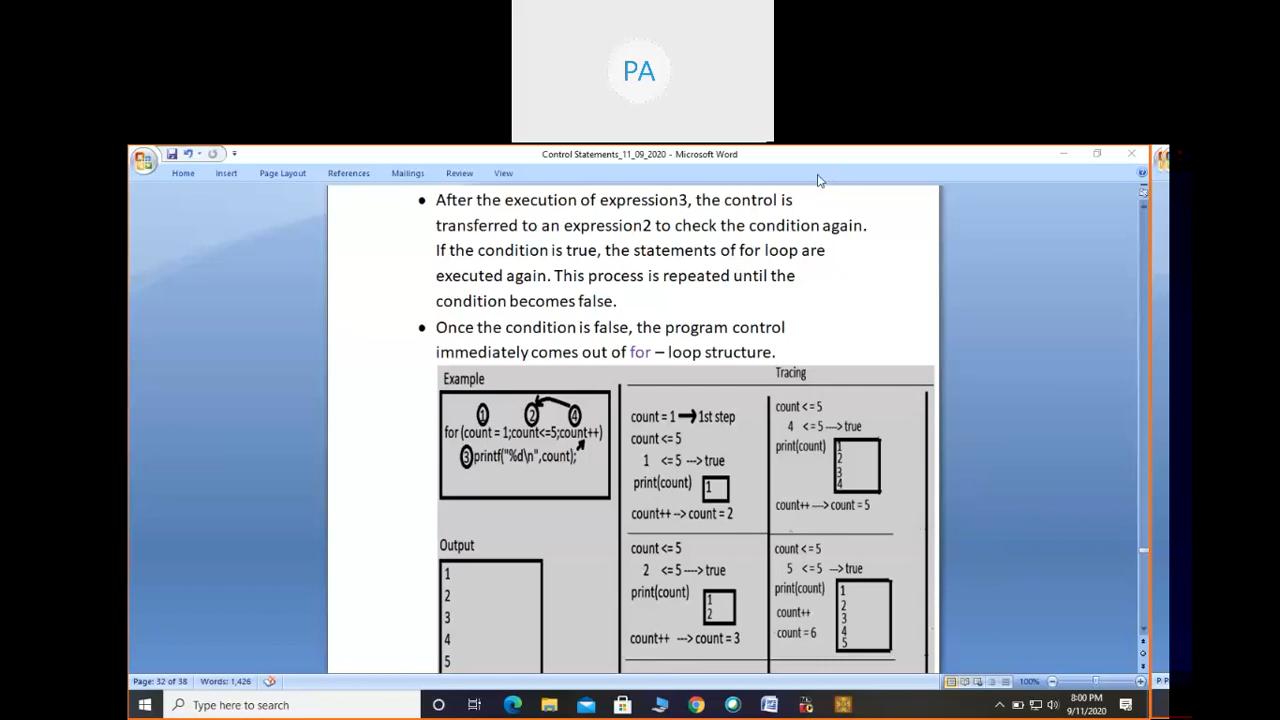 PA
Control Statements_11_09_2020 - Microsoft Word
Home Insert Page Layout References Mailings Review View
• After the execution of expression3, the control is
transferred to an expression2 to check the condition again.
If the condition is true, the statements of for loop are
executed again. This process is repeated until the
condition becomes false.
• Once the condition is false, the program control
immediately comes out of for – loop structure.
Example
1 2 4
for (count = 1;count<=5;count++)
3 printf("%d\n",count);
Output
1
2
3
4
5
Tracing
count = 1 → 1st step
count <= 5
1 <= 5 ---> true
print(count) 1
count++ --> count = 2
count <= 5
2 <= 5 ----> true
print(count)
1
2
count++ ---> count = 3
count <= 5
4 <= 5 ---> true
print(count)
1
2
3
4
count++ ---> count = 5
count <= 5
5 <= 5 --> true
print(count)
1
2
3
4
5
count++
count = 6
Page: 32 of 38 Words: 1,426 100%
Type here to search
8:00 PM
9/11/2020